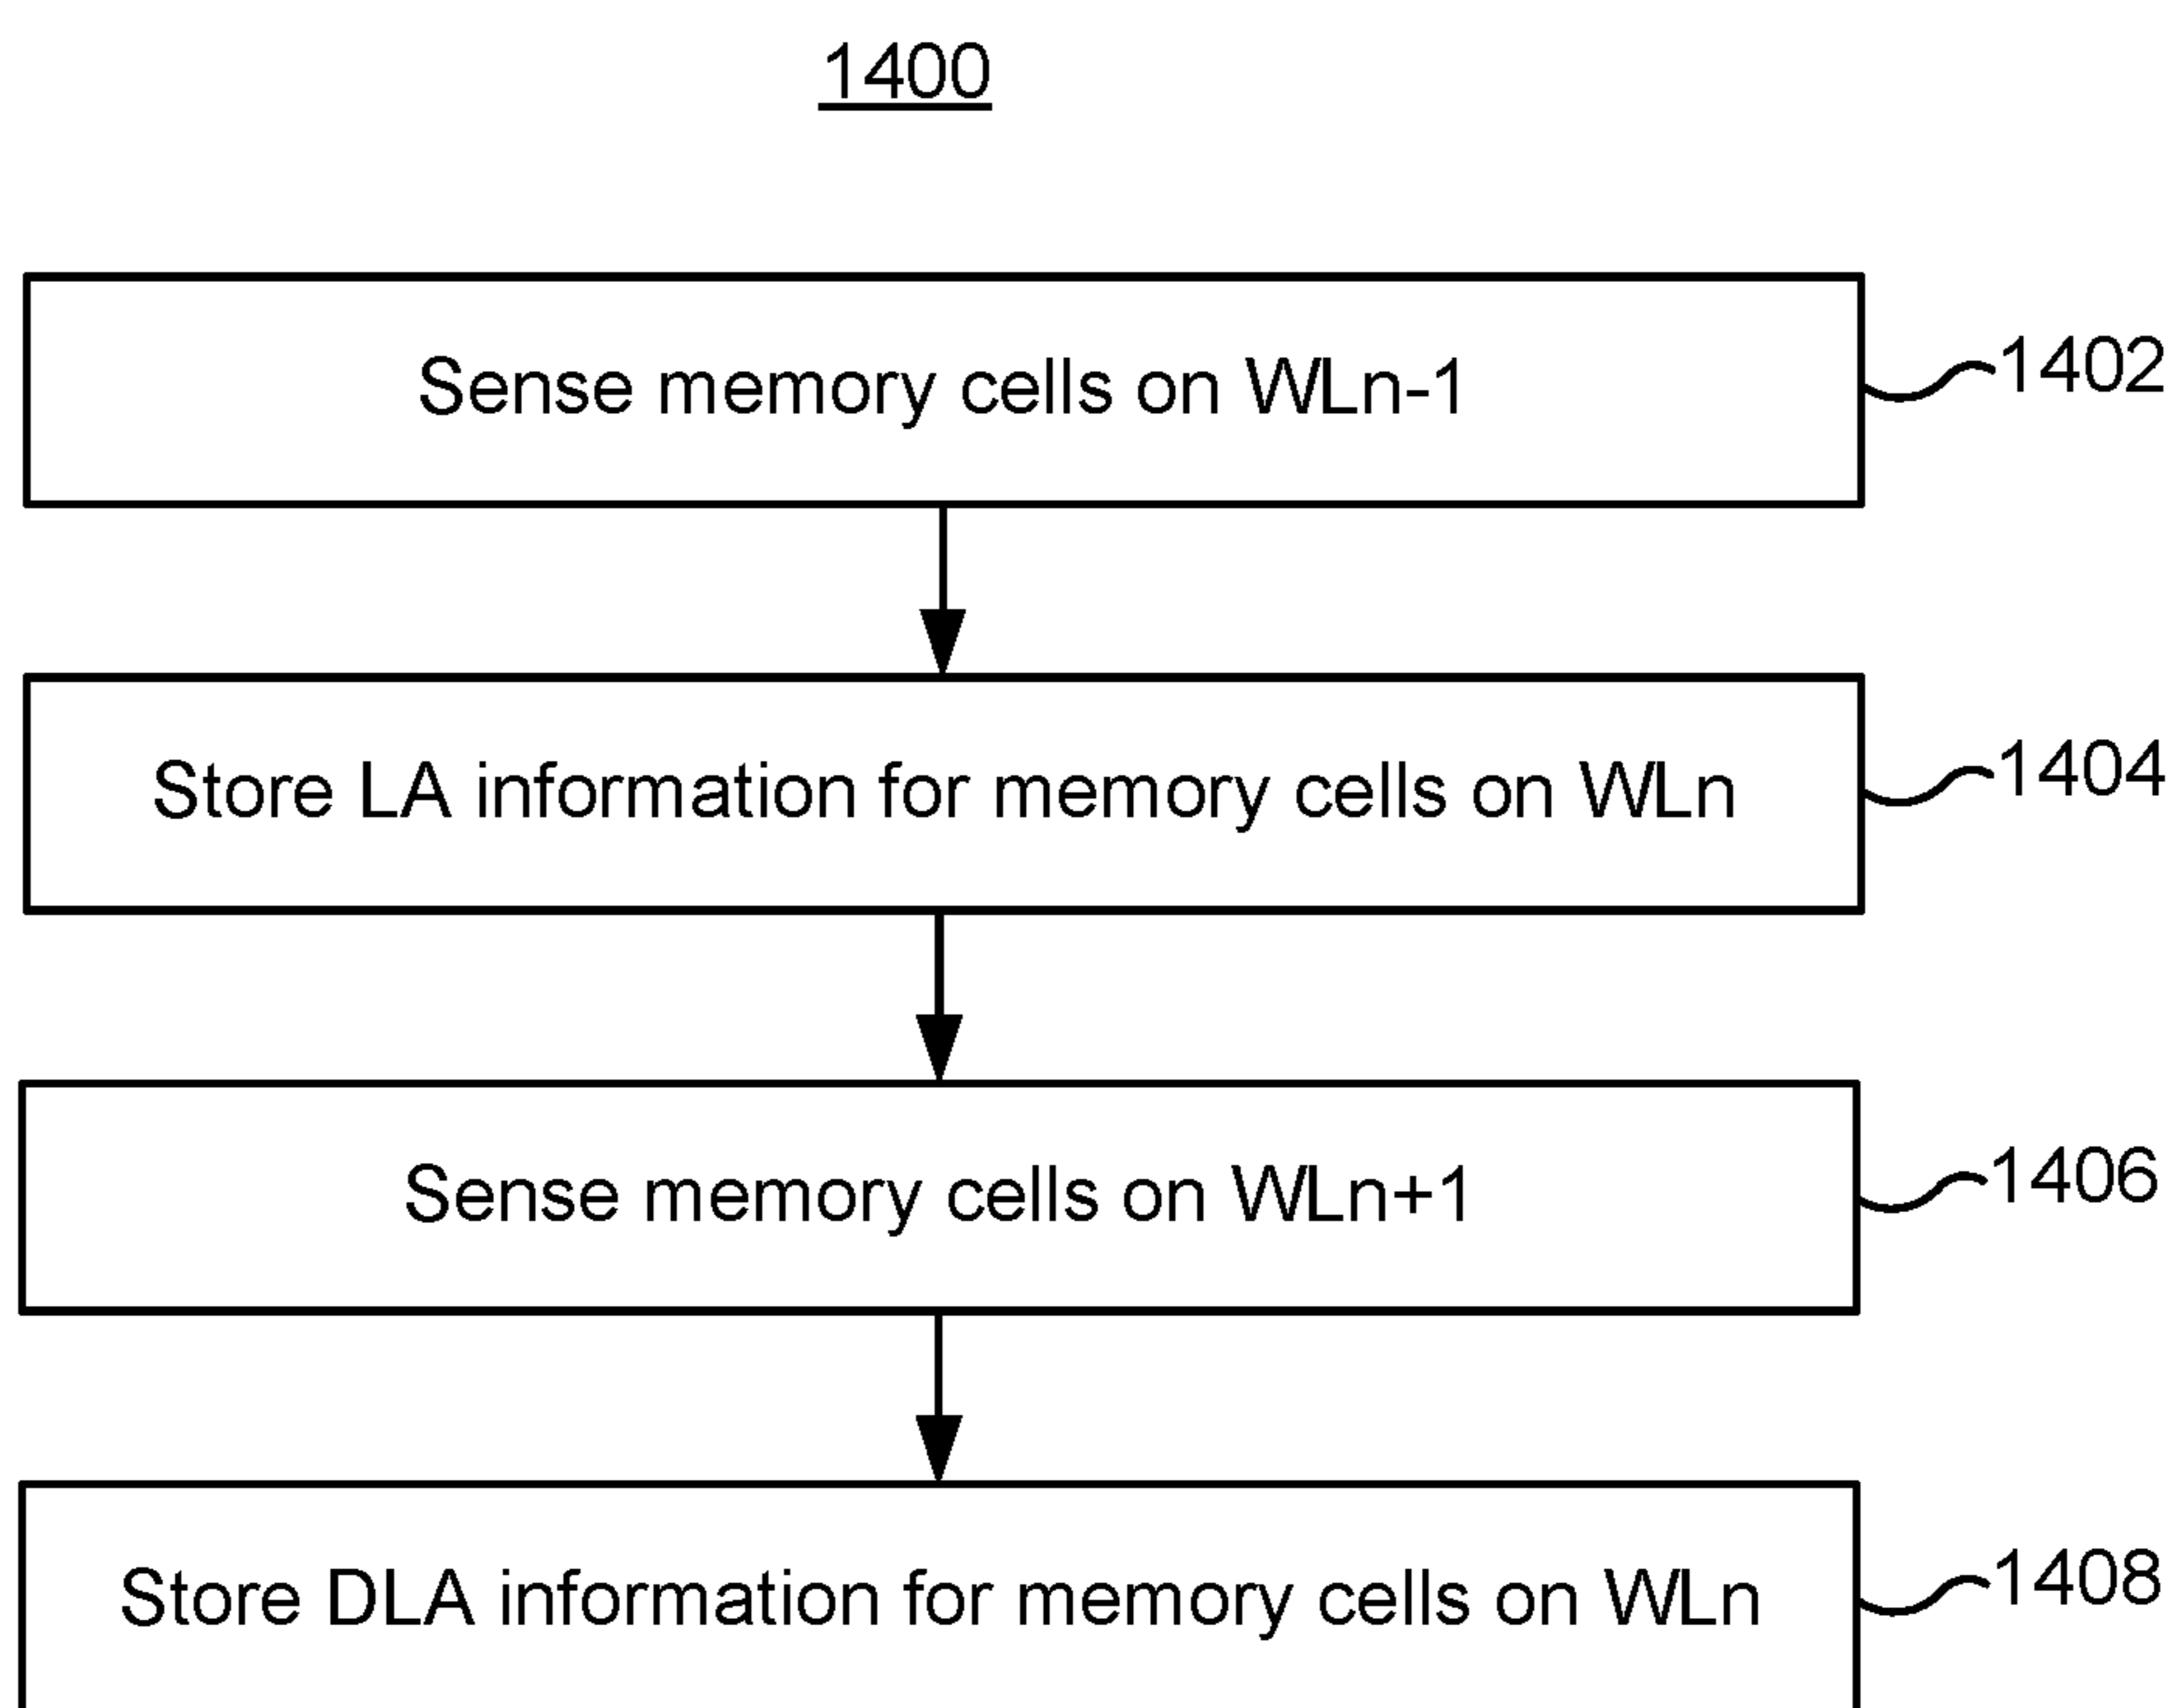 1400
Sense memory cells on WLn-1
1402
Store LA information for memory cells on WLn
1404
Sense memory cells on WLn+1
1406
Store DLA information for memory cells on WLn
1408